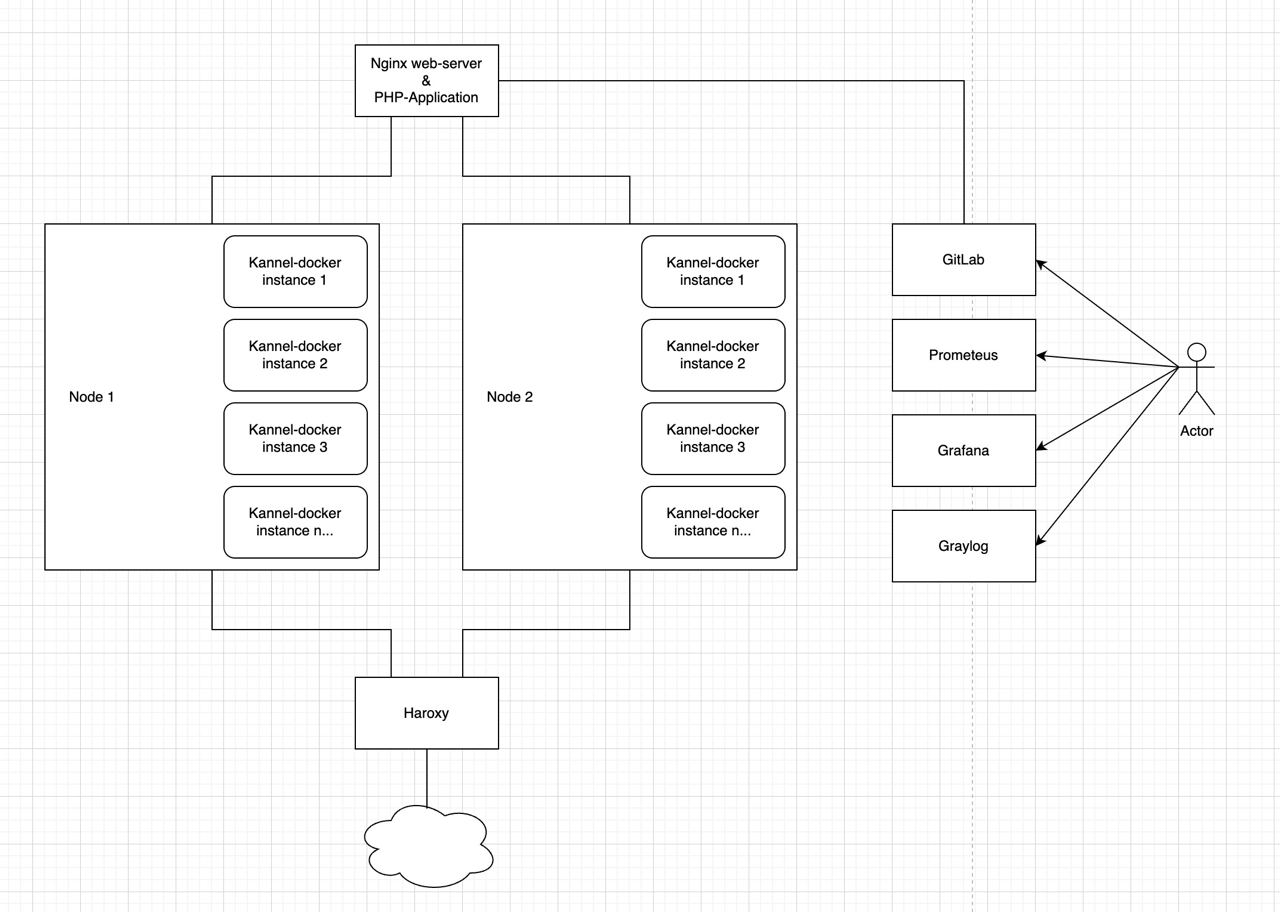 Nginx web-server
&
PHP-Application
Node 1
Kannel-docker
instance 1
Kannel-docker
instance 2
Kannel-docker
instance 3
Kannel-docker
instance n...
Node 2
Kannel-docker
instance 1
Kannel-docker
instance 2
Kannel-docker
instance 3
Kannel-docker
instance n...
GitLab
Prometeus
Grafana
Graylog
Actor
Haroxy